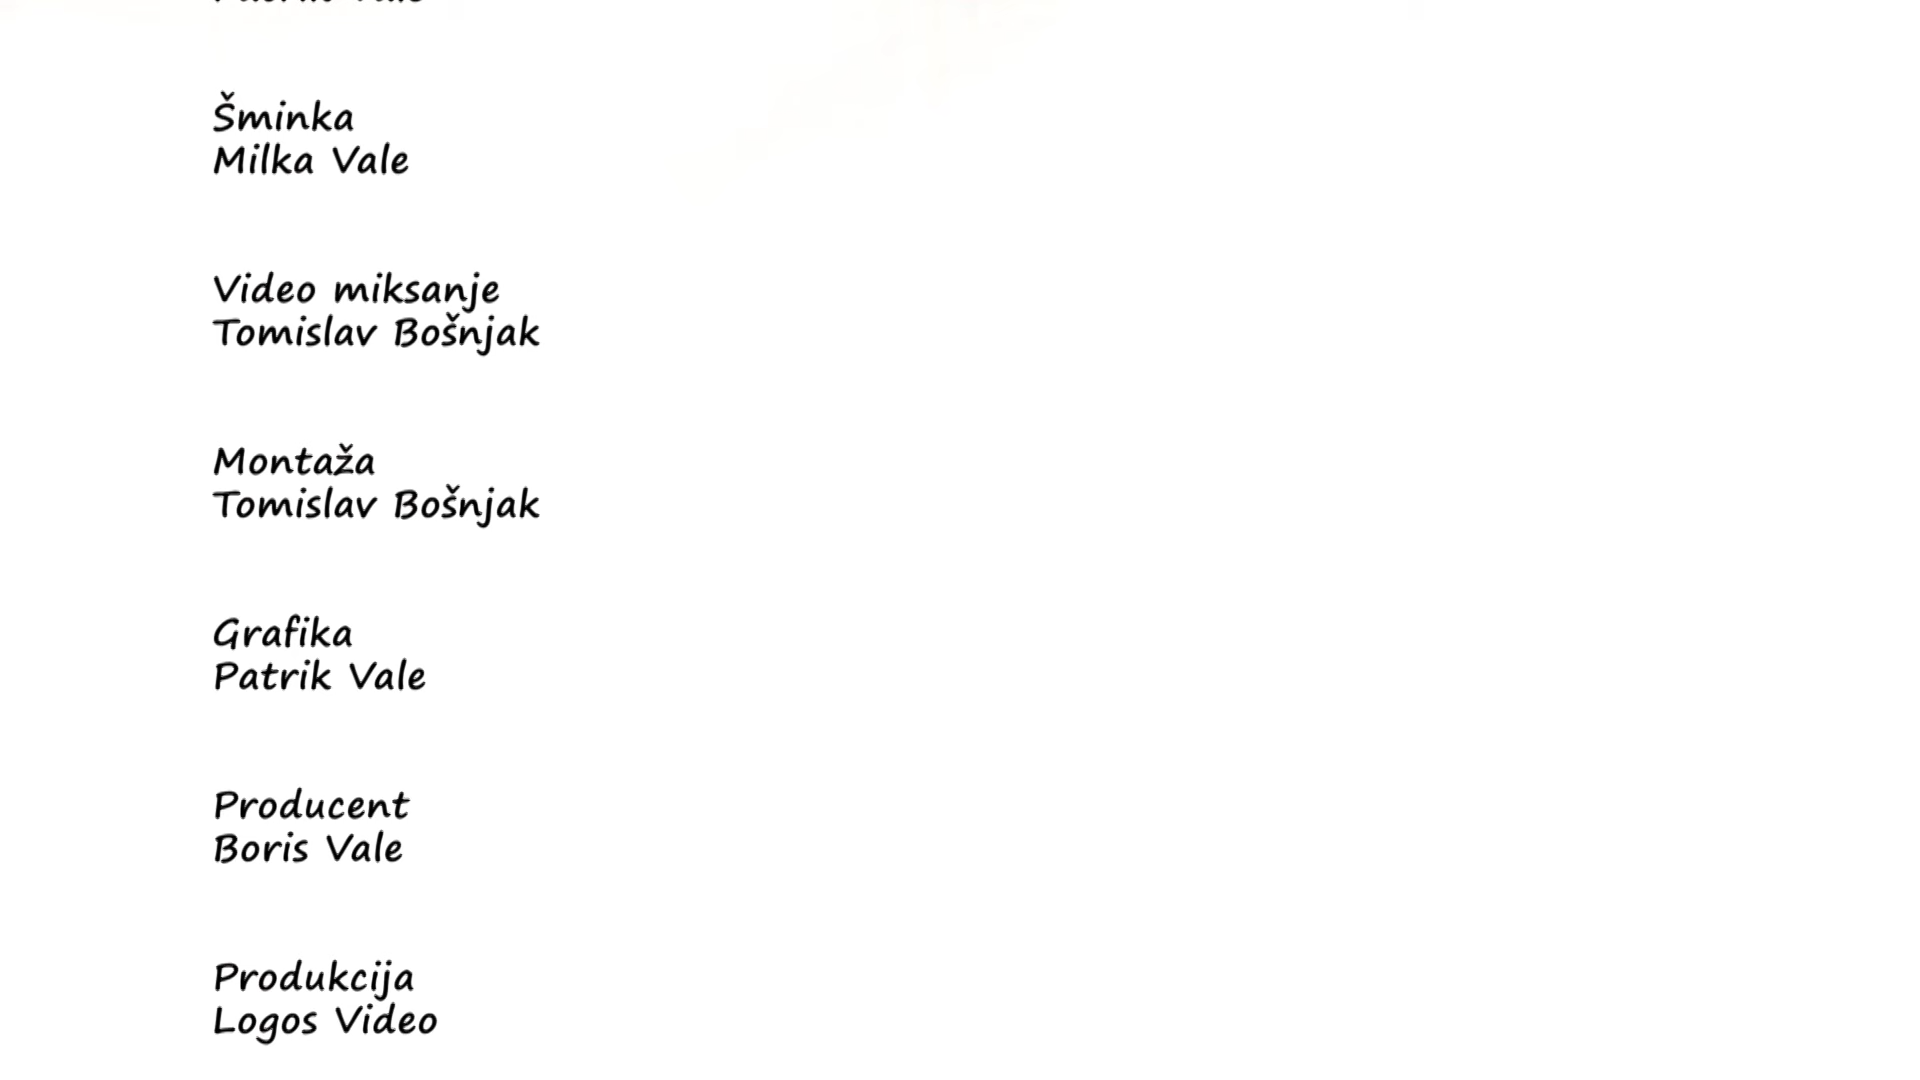 Šminka
Milka Vale
Video miksanje
Tomislav Bošnjak
Montaža
Tomislav Bošnjak
Grafika
Patrik Vale
Producent
Boris Vale
Produkcija
Logos Video